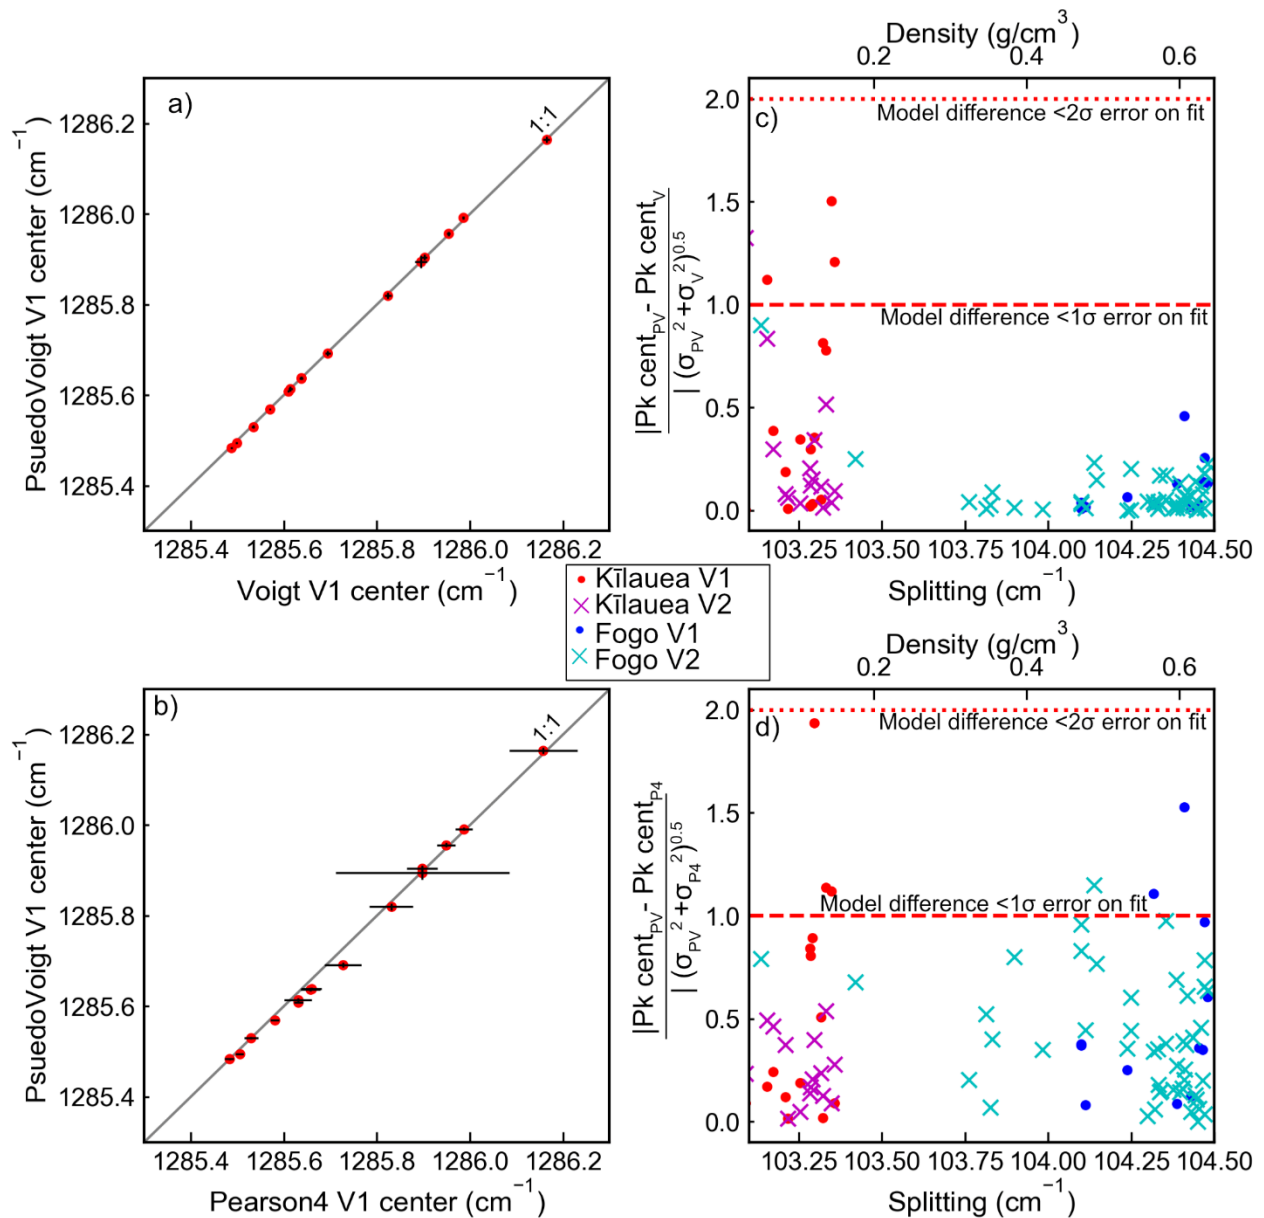 a)
1:1
1286.2
1286.0
1285.8
1285.6
1285.4
PsuedoVoigt V1 center (cm⁻¹)
1285.4 1285.6 1285.8 1286.0 1286.2
Voigt V1 center (cm⁻¹)
Density (g/cm³)
0.2 0.4 0.6
c)
Model difference <2σ error on fit
Model difference <1σ error on fit
2.0
1.5
1.0
0.5
0.0
|Pk cent_PV - Pk cent_V
| (σ_PV² +σ_V²)^0.5
103.25 103.50 103.75 104.00 104.25 104.50
Splitting (cm⁻¹)
Kīlauea V1
Kīlauea V2
Fogo V1
Fogo V2
b)
1:1
1286.2
1286.0
1285.8
1285.6
1285.4
PsuedoVoigt V1 center (cm⁻¹)
1285.4 1285.6 1285.8 1286.0 1286.2
Pearson4 V1 center (cm⁻¹)
Density (g/cm³)
0.2 0.4 0.6
d)
Model difference <2σ error on fit
Model difference <1σ error on fit
2.0
1.5
1.0
0.5
0.0
|Pk cent_PV - Pk cent_P4
| (σ_PV² +σ_P4²)^0.5
103.25 103.50 103.75 104.00 104.25 104.50
Splitting (cm⁻¹)